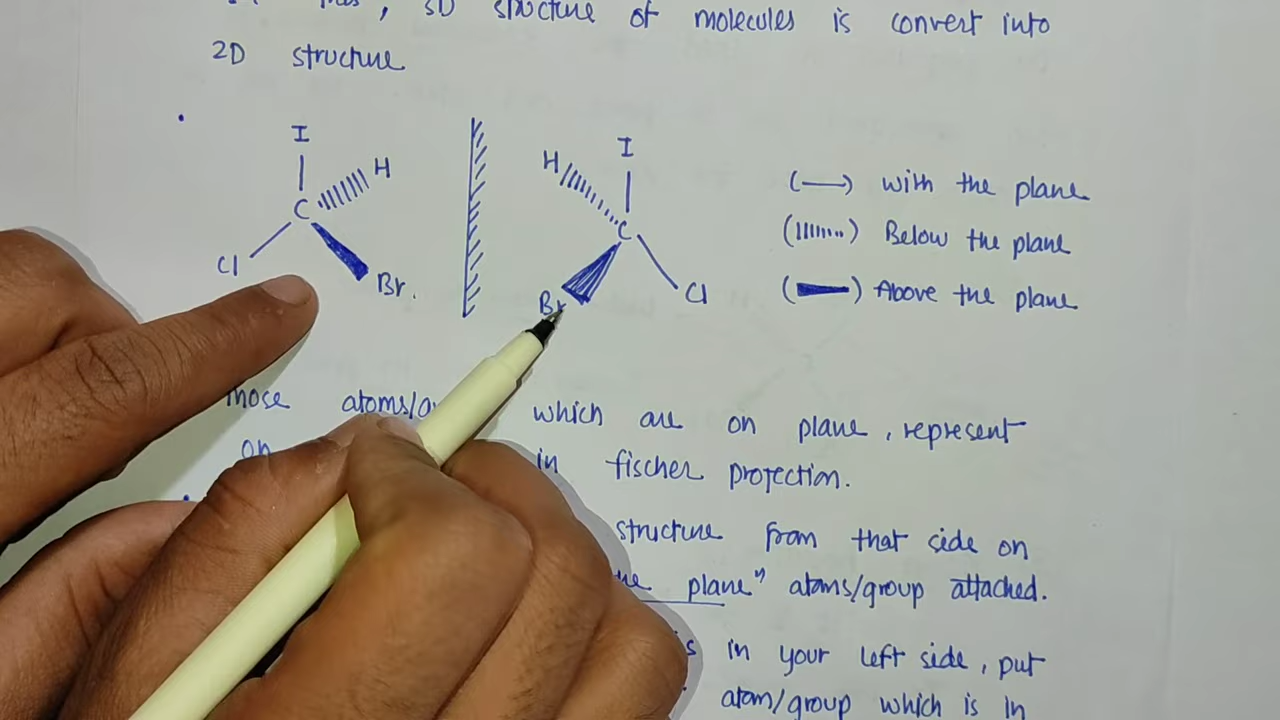 , 3D structure of molecules is convert into
2D structure
I
H
C
Cl
Br.
I
H
C
Br
Cl
(—) with the plane
(ııııııı...) Below the plane
(▬) Above the plane
which are on plane, represent
on in fischer projection.
structure from that side on
plane" atoms/group attached.
in your left side, put
atom/group which is in